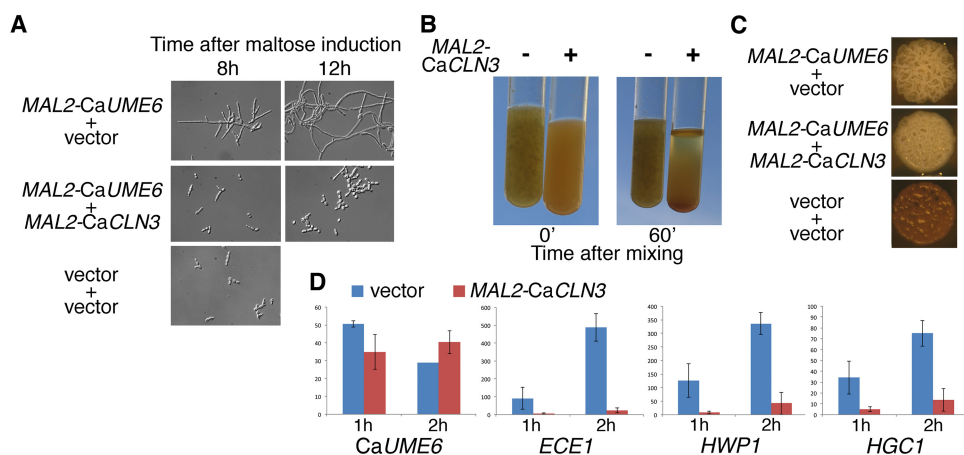 A
Time after maltose induction
8h 12h
MAL2-CaUME6
+
vector
MAL2-CaUME6
+
MAL2-CaCLN3
vector
+
vector
B
MAL2-
CaCLN3
- + - +
0’ 60’
Time after mixing
C
MAL2-CaUME6
+
vector
MAL2-CaUME6
+
MAL2-CaCLN3
vector
+
vector
D
vector MAL2-CaCLN3
60
50
40
30
20
10
0
1h 2h
CaUME6
600
500
400
300
200
100
0
1h 2h
ECE1
400
350
300
250
200
150
100
50
0
1h 2h
HWP1
100
90
80
70
60
50
40
30
20
10
0
1h 2h
HGC1